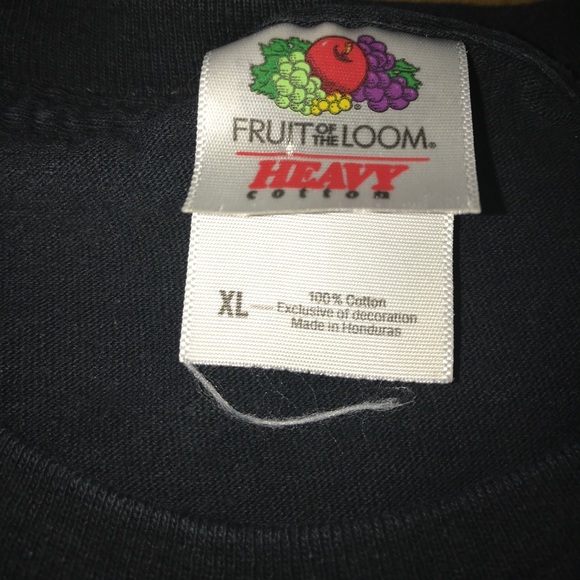 FRUIT OF THE LOOM®
HEAVY
cotton
XL — 100% Cotton
Exclusive of decoration
Made in Honduras